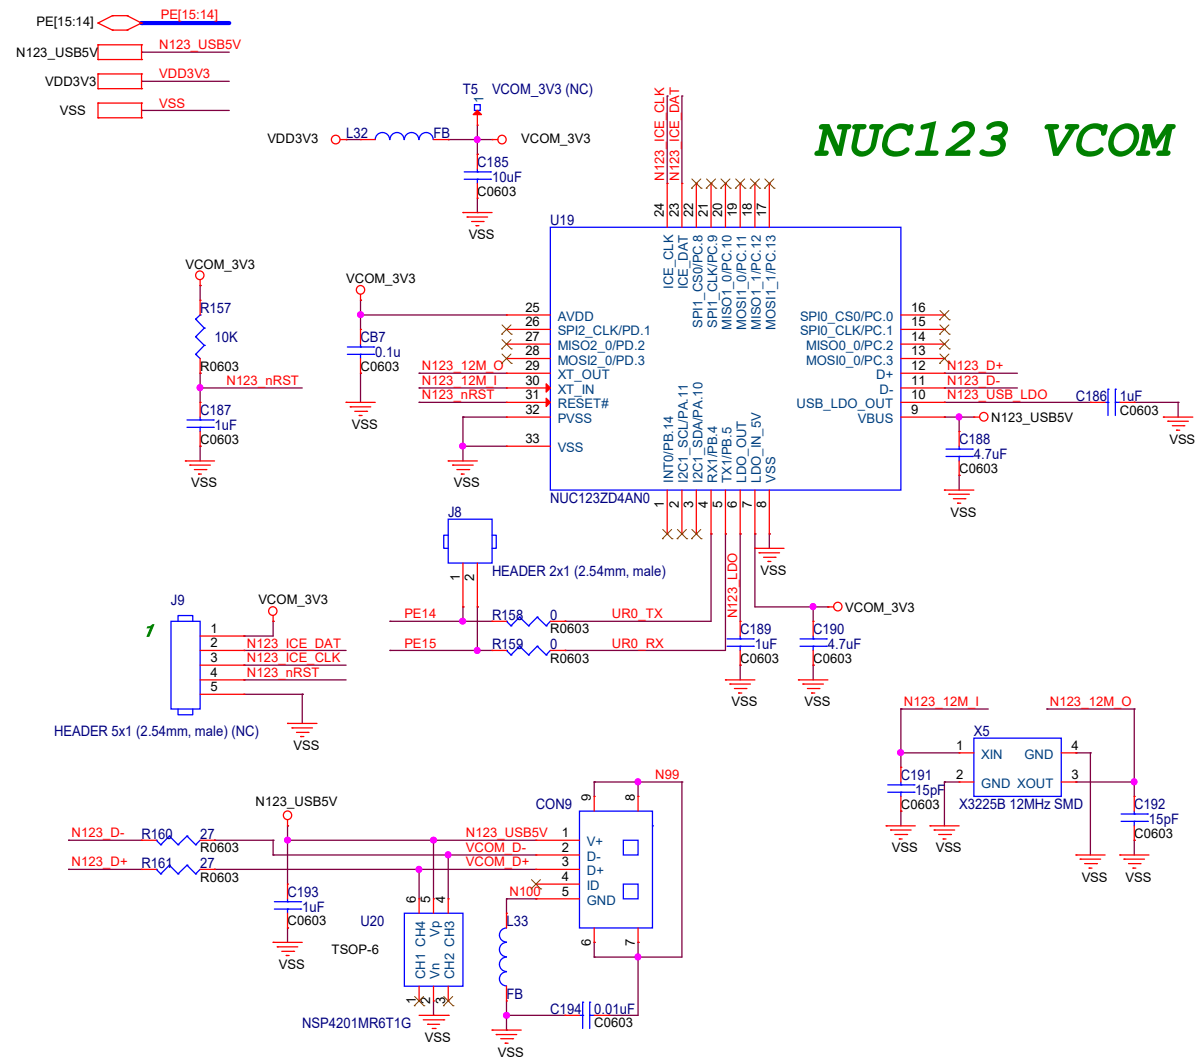 PE[15:14] PE[15:14]
N123_USB5V N123_USB5V
VDD3V3 VDD3V3
VSS VSS
NUC123 VCOM
T5 VCOM_3V3 (NC)
1
VDD3V3 L32 FB VCOM_3V3
C185
10uF
C0603
VSS
VCOM_3V3
R157
10K
R0603
N123_nRST
C187
1uF
C0603
VSS
VCOM_3V3
CB7
0.1u
C0603
VSS
N123_ICE_CLK
N123_ICE_DAT
U19
24 ICE_CLK
23 ICE_DAT
22 SPI1_CS0/PC.8
21 SPI1_CLK/PC.9
20 MISO1_0/PC.10
19 MOSI1_0/PC.11
18 MISO1_1/PC.12
17 MOSI1_1/PC.13
25 AVDD
26 SPI2_CLK/PD.1
27 MISO2_0/PD.2
28 MOSI2_0/PD.3
N123_12M_O 29 XT_OUT
N123_12M_I 30 XT_IN
N123_nRST 31 RESET#
32 PVSS
33 VSS
VSS
SPI0_CS0/PC.0 16
SPI0_CLK/PC.1 15
MISO0_0/PC.2 14
MOSI0_0/PC.3 13
D+ 12 N123_D+
D- 11 N123_D-
USB_LDO_OUT 10 N123_USB_LDO
VBUS 9 N123_USB5V
C186 1uF
C0603
VSS
C188
4.7uF
C0603
VSS
INT0/PB.14 1
I2C1_SCL/PA.11 2
I2C1_SDA/PA.10 3
RX1/PB.4 4
TX1/PB.5 5
LDO_OUT 6
LDO_IN_5V 7
VSS 8
NUC123ZD4AN0
VSS
J8
1 2
HEADER 2x1 (2.54mm, male)
PE14 R158 0 UR0_TX
R0603
PE15 R159 0 UR0_RX
R0603
N123_LDO
C189
1uF
C0603
VSS
VCOM_3V3
C190
4.7uF
C0603
VSS
J9
1
VCOM_3V3
1
2 N123_ICE_DAT
3 N123_ICE_CLK
4 N123_nRST
5
HEADER 5x1 (2.54mm, male) (NC)
VSS
N123_12M_I N123_12M_O
X5
1 XIN GND 4
2 GND XOUT 3
X3225B 12MHz SMD
C191
15pF
C0603
VSS VSS
C192
15pF
C0603
VSS VSS
N123_USB5V
N123_D- R160 27
R0603
N123_D+ R161 27
R0603
C193
1uF
C0603
VSS
N123_USB5V
VCOM_D-
VCOM_D+
N100
N99
CON9
9 8
1 V+
2 D-
3 D+
4 ID
5 GND
6 7
U20
TSOP-6
6 5 4
CH4 Vp CH3
CH1 Vn CH2
1 2 3
NSP4201MR6T1G
VSS
L33
FB
C194 0.01uF
C0603
VSS